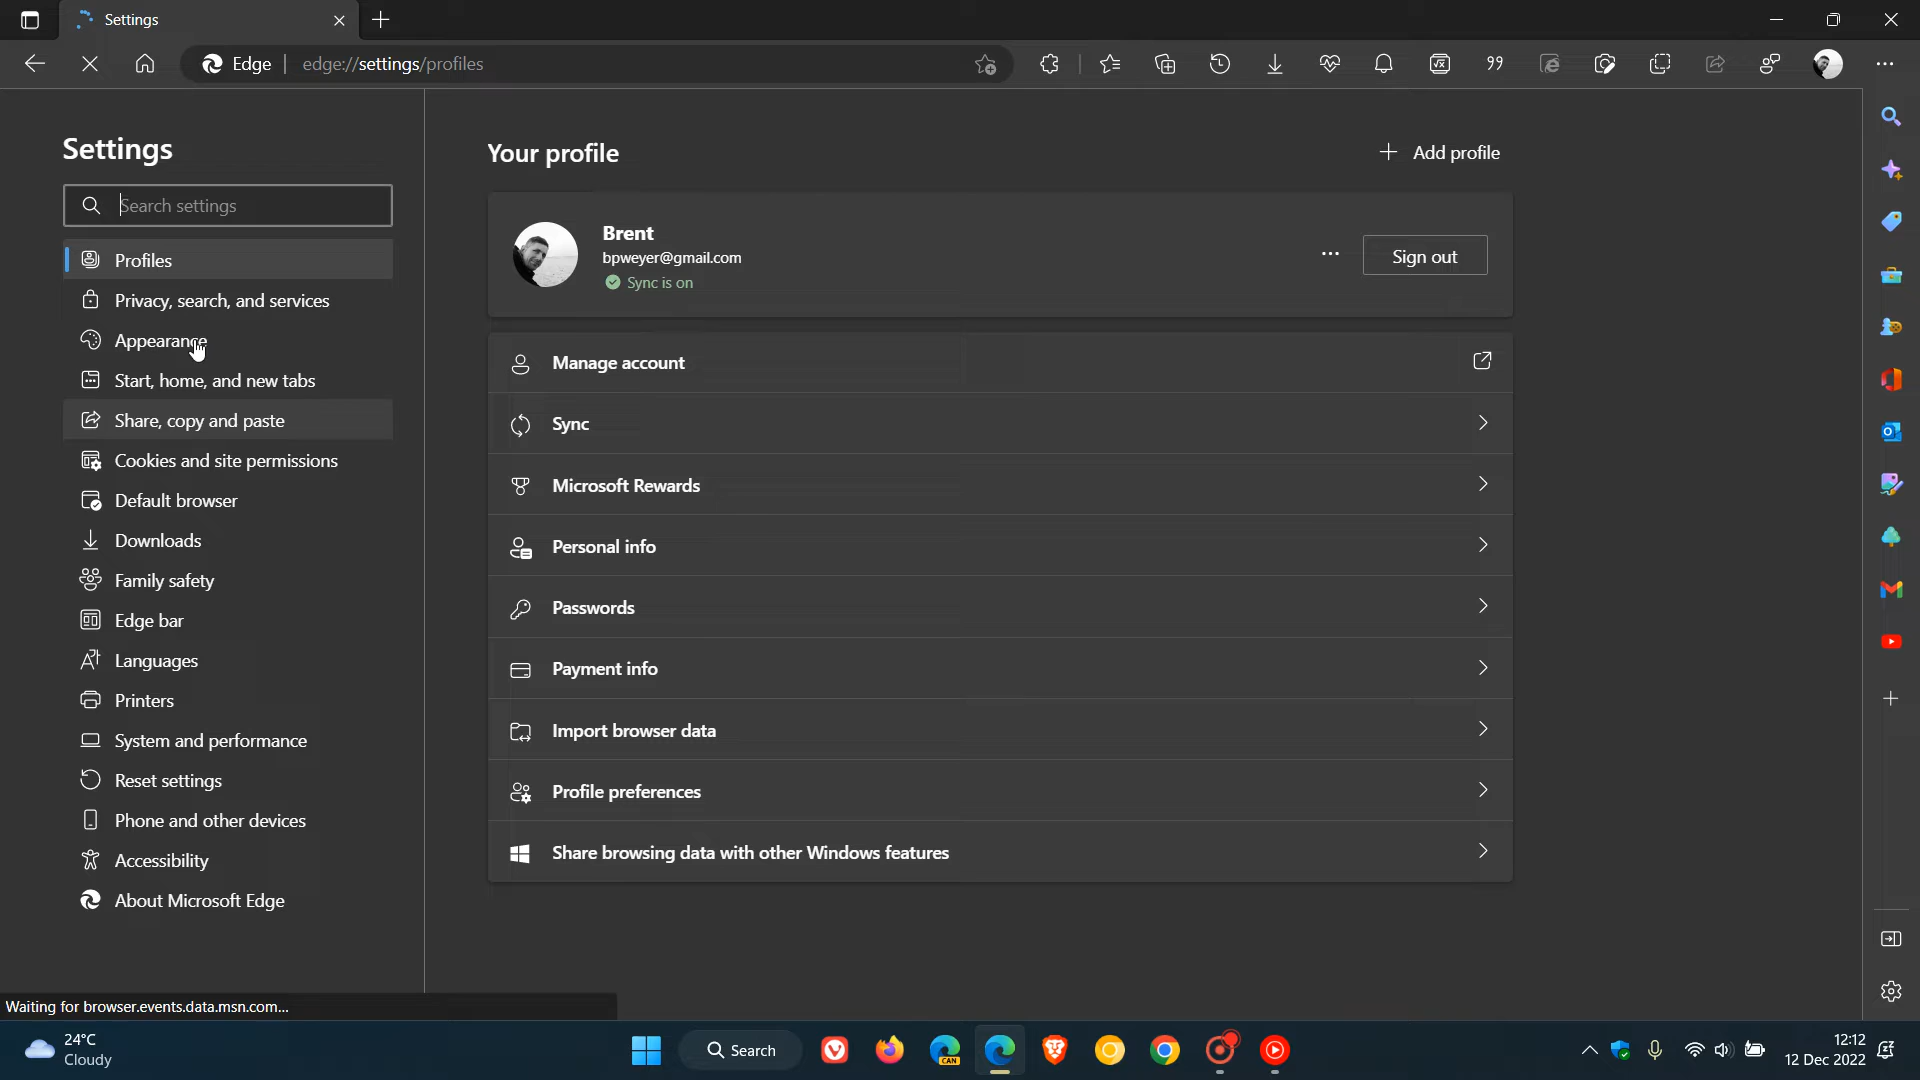 Settings
Edge
edge://settings/profiles
99
Settings
Search settings
Profiles
Privacy, search, and services
Appearance
Start, home, and new tabs
Share, copy and paste
Cookies and site permissions
Default browser
Downloads
Family safety
Edge bar
Languages
Printers
System and performance
Reset settings
Phone and other devices
Accessibility
About Microsoft Edge
Your profile
Add profile
Brent
bpweyer@gmail.com
Sync is on
Sign out
Manage account
Sync
Microsoft Rewards
Personal info
Passwords
Payment info
Import browser data
Profile preferences
Share browsing data with other Windows features
Waiting for browser.events.data.msn.com...
24°C
Cloudy
Search
CAN
12:12
12 Dec 2022